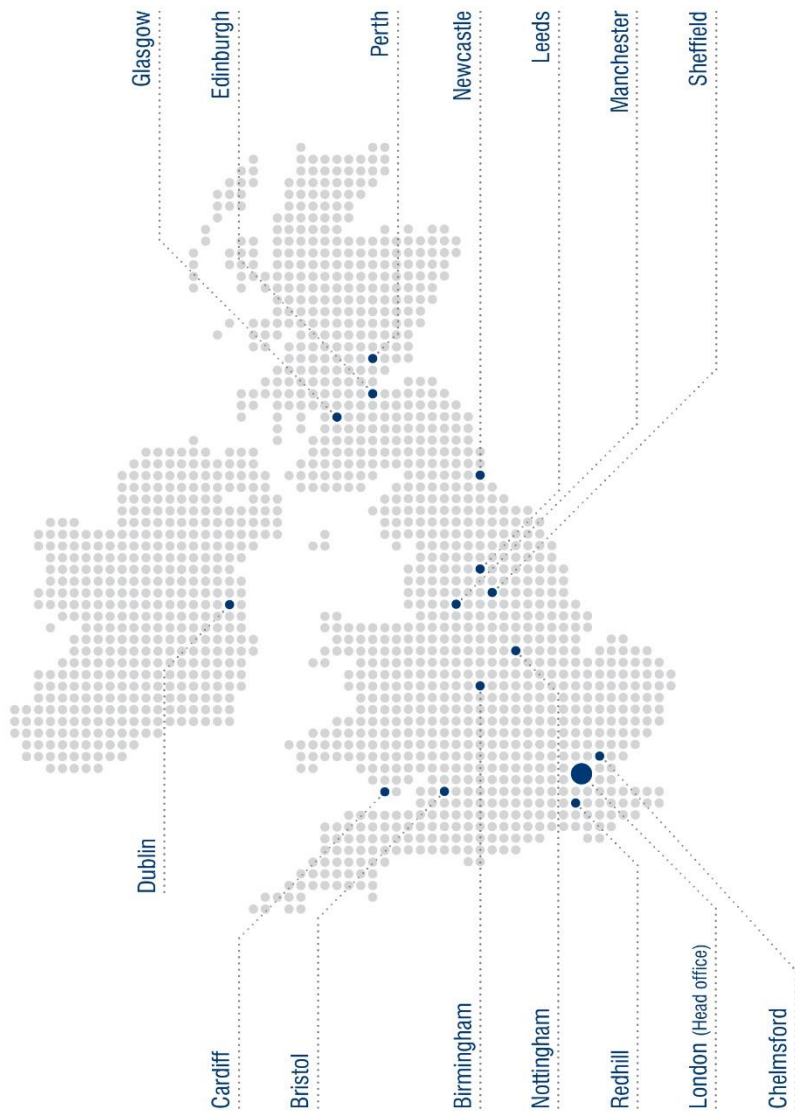 Glasgow
Edinburgh
Perth
Newcastle
Leeds
Manchester
Sheffield
Dublin
Cardiff
Bristol
Birmingham
Nottingham
Redhill
London (Head office)
Chelmsford